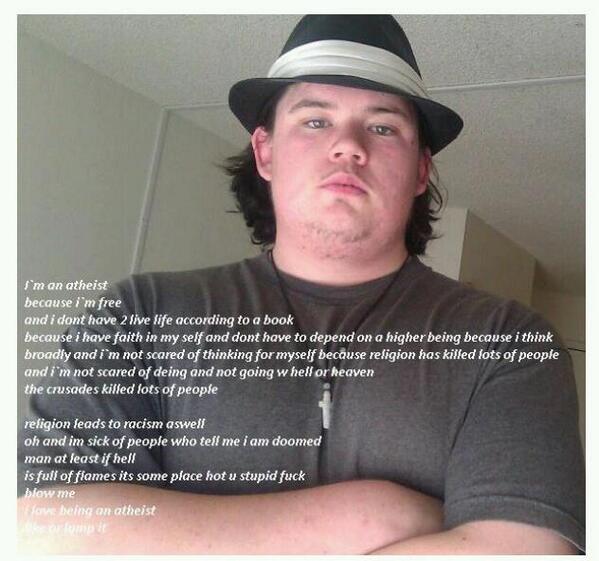 I`m an atheist
because i`m free
and i dont have 2 live life according to a book
because i have faith in my self and dont have to depend on a higher being because i think
broadly and i`m not scared of thinking for myself because religion has killed lots of people
and i`m not scared of deing and not going w hell or heaven
the crusades killed lots of people
religion leads to racism aswell
oh and im sick of people who tell me i am doomed
man at least if hell
is full of flames its some place hot u stupid fuck
blow me
i love being an atheist
like or lump it